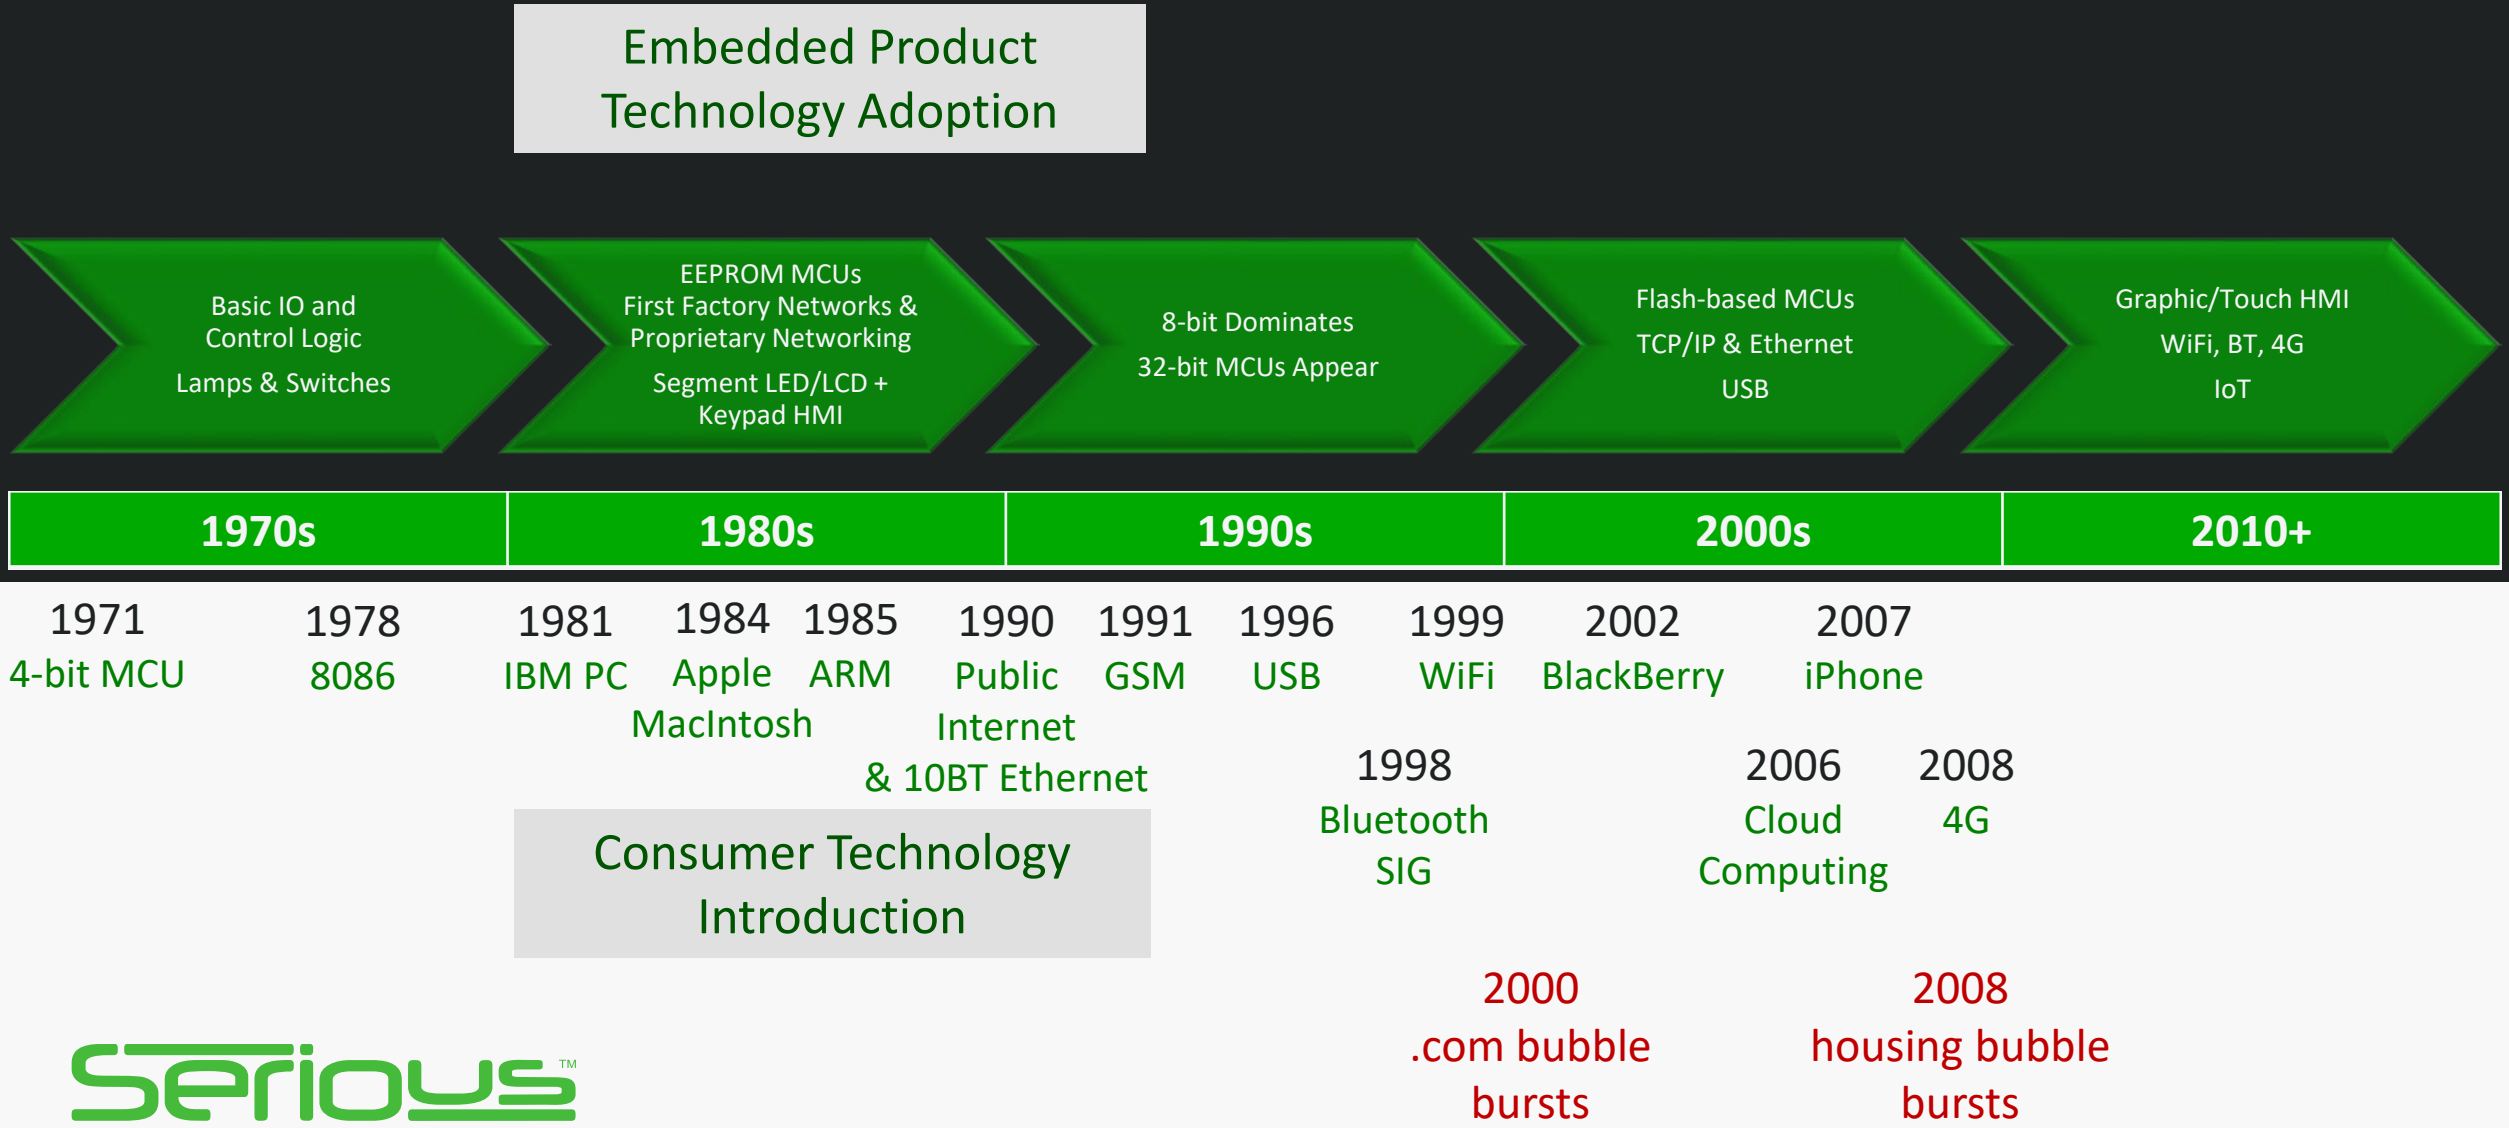 Embedded Product
Technology Adoption
Basic IO and
Control Logic
Lamps & Switches
EEPROM MCUs
First Factory Networks &
Proprietary Networking
Segment LED/LCD +
Keypad HMI
8-bit Dominates
32-bit MCUs Appear
Flash-based MCUs
TCP/IP & Ethernet
USB
Graphic/Touch HMI
WiFi, BT, 4G
IoT
1970s
1980s
1990s
2000s
2010+
1971
4-bit MCU
1978
8086
1981
IBM PC
1984
Apple
MacIntosh
1985
ARM
1990
Public
Internet
& 10BT Ethernet
1991
GSM
1996
USB
1999
WiFi
2002
BlackBerry
2007
iPhone
1998
Bluetooth
SIG
2006
Cloud
Computing
2008
4G
Consumer Technology
Introduction
2000
.com bubble
bursts
2008
housing bubble
bursts
Serious™